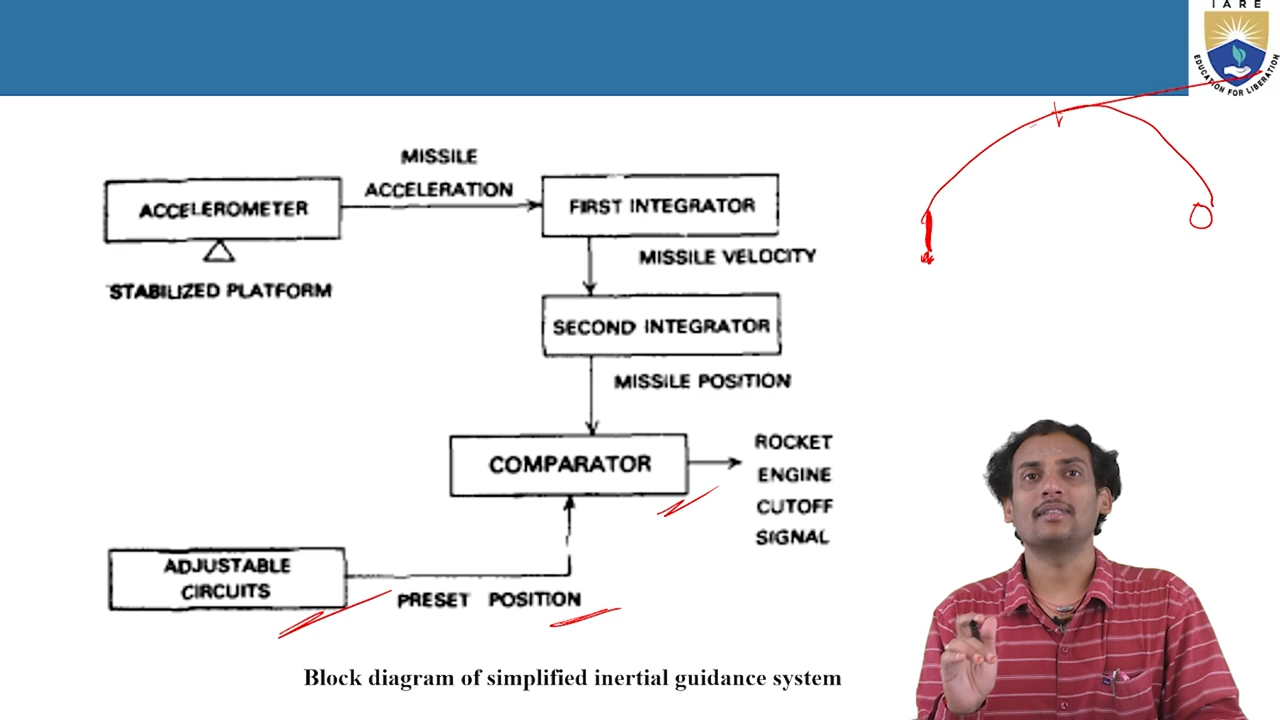 IARE
EDUCATION FOR LIBERATION
MISSILE
ACCELERATION
ACCELEROMETER
FIRST INTEGRATOR
MISSILE VELOCITY
STABILIZED PLATFORM
SECOND INTEGRATOR
MISSILE POSITION
ROCKET
COMPARATOR
ENGINE
CUTOFF
SIGNAL
ADJUSTABLE
CIRCUITS
PRESET POSITION
Block diagram of simplified inertial guidance system